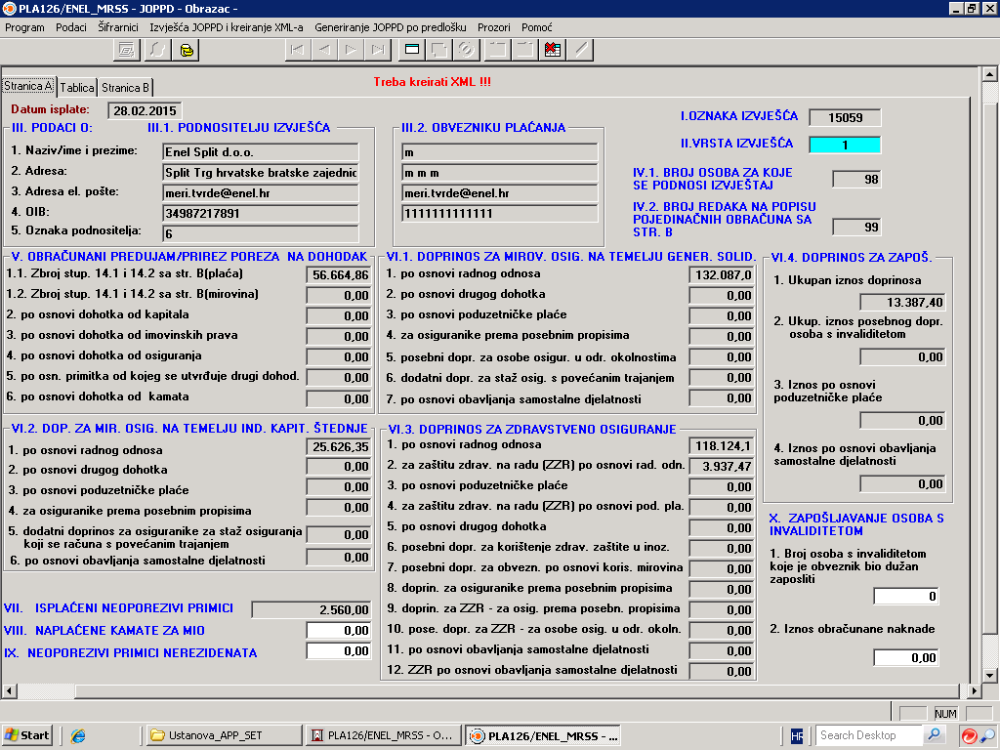 PLA126/ENEL_MRSS - JOPPD - Obrazac -
Program Podaci Šifrarnici Izvješća JOPPD i kreiranje XML-a Generiranje JOPPD po predlošku Prozori Pomoć
Stranica A Tablica Stranica B
Treba kreirati XML !!!
Datum isplate: 28.02.2015
III. PODACI O: III.1. PODNOSITELJU IZVJEŠĆA
1. Naziv/ime i prezime: Enel Split d.o.o.
2. Adresa: Split Trg hrvatske bratske zajednic
3. Adresa el. pošte: meri.tvrde@enel.hr
4. OIB: 34987217891
5. Oznaka podnositelja: 6
III.2. OBVEZNIKU PLAĆANJA
m
m m m
meri.tvrde@enel.hr
1111111111111
I.OZNAKA IZVJEŠĆA 15059
II.VRSTA IZVJEŠĆA 1
IV.1. BROJ OSOBA ZA KOJE
SE PODNOSI IZVJEŠTAJ 98
IV.2. BROJ REDAKA NA POPISU
POJEDINAČNIH OBRAČUNA SA
STR. B 99
V. OBRAČUNANI PREDUJAM/PRIREZ POREZA NA DOHODAK
1.1. Zbroj stup. 14.1 i 14.2 sa str. B(plaća) 56.664,86
1.2. Zbroj stup. 14.1 i 14.2 sa str. B(mirovina) 0,00
2. po osnovi dohotka od kapitala 0,00
3. po osnovi dohotka od imovinskih prava 0,00
4. po osnovi dohotka od osiguranja 0,00
5. po osn. primitka od kojeg se utvrđuje drugi dohod. 0,00
6. po osnovi dohotka od kamata 0,00
VI.1. DOPRINOS ZA MIROV. OSIG. NA TEMELJU GENER. SOLID.
1. po osnovi radnog odnosa 132.087,0
2. po osnovi drugog dohotka 0,00
3. po osnovi poduzetničke plaće 0,00
4. za osiguranike prema posebnim propisima 0,00
5. posebni dopr. za osobe osigur. u odr. okolnostima 0,00
6. dodatni dopr. za staž osig. s povećanim trajanjem 0,00
7. po osnovi obavljanja samostalne djelatnosti 0,00
VI.4. DOPRINOS ZA ZAPOŠ.
1. Ukupan iznos doprinosa
13.387,40
2. Ukup. iznos posebnog dopr.
osoba s invaliditetom
0,00
3. Iznos po osnovi
poduzetničke plaće
0,00
4. Iznos po osnovi obavljanja
samostalne djelatnosti
0,00
VI.2. DOP. ZA MIR. OSIG. NA TEMELJU IND. KAPIT. ŠTEDNJE
1. po osnovi radnog odnosa 25.626,35
2. po osnovi drugog dohotka 0,00
3. po osnovi poduzetničke plaće 0,00
4. za osiguranike prema posebnim propisima 0,00
5. dodatni doprinos za osiguranike za staž osiguranja
koji se računa s povećanim trajanjem 0,00
6. po osnovi obavljanja samostalne djelatnosti 0,00
VI.3. DOPRINOS ZA ZDRAVSTVENO OSIGURANJE
1. po osnovi radnog odnosa 118.124,1
2. za zaštitu zdrav. na radu (ZZR) po osnovi rad. odn. 3.937,47
3. po osnovi poduzetničke plaće 0,00
4. za zaštitu zdrav. na radu (ZZR) po osnovi pod. pla. 0,00
5. po osnovi drugog dohotka 0,00
6. posebni dopr. za korištenje zdrav. zaštite u inoz. 0,00
7. posebni dopr. za obvezn. po osnovi koris. mirovina 0,00
8. doprin. za osiguranike prema posebnim propisima 0,00
9. doprin. za ZZR - za osig. prema posebn. propisima 0,00
10. pose. dopr. za ZZR - za osobe osig. u odr. okoln. 0,00
11. po osnovi obavljanja samostalne djelatnosti 0,00
12. ZZR po osnovi obavljanja samostalne djelatnosti 0,00
X. ZAPOŠLJAVANJE OSOBA S
INVALIDITETOM
1. Broj osoba s invaliditetom
koje je obveznik bio dužan
zaposliti
0
2. Iznos obračunane naknade
0,00
VII. ISPLAĆENI NEOPOREZIVI PRIMICI 2.560,00
VIII. NAPLAĆENE KAMATE ZA MIO 0,00
IX. NEOPOREZIVI PRIMICI NEREZIDENATA 0,00
NUM
Start Ustanova_APP_SET PLA126/ENEL_MRSS - O... PLA126/ENEL_MRSS - ... HR Search Desktop